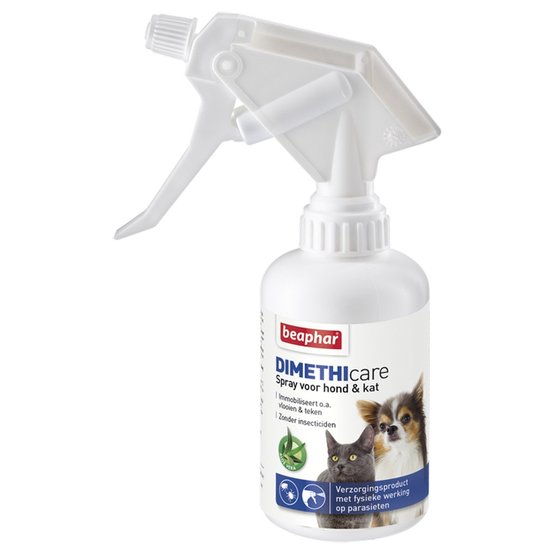 beaphar
DIMETHIcare
Spray voor hond & kat
Immobiliseert o.a.
vlooien & teken
Zonder insecticiden
Verzorgingsproduct
met fysieke werking
op parasieten